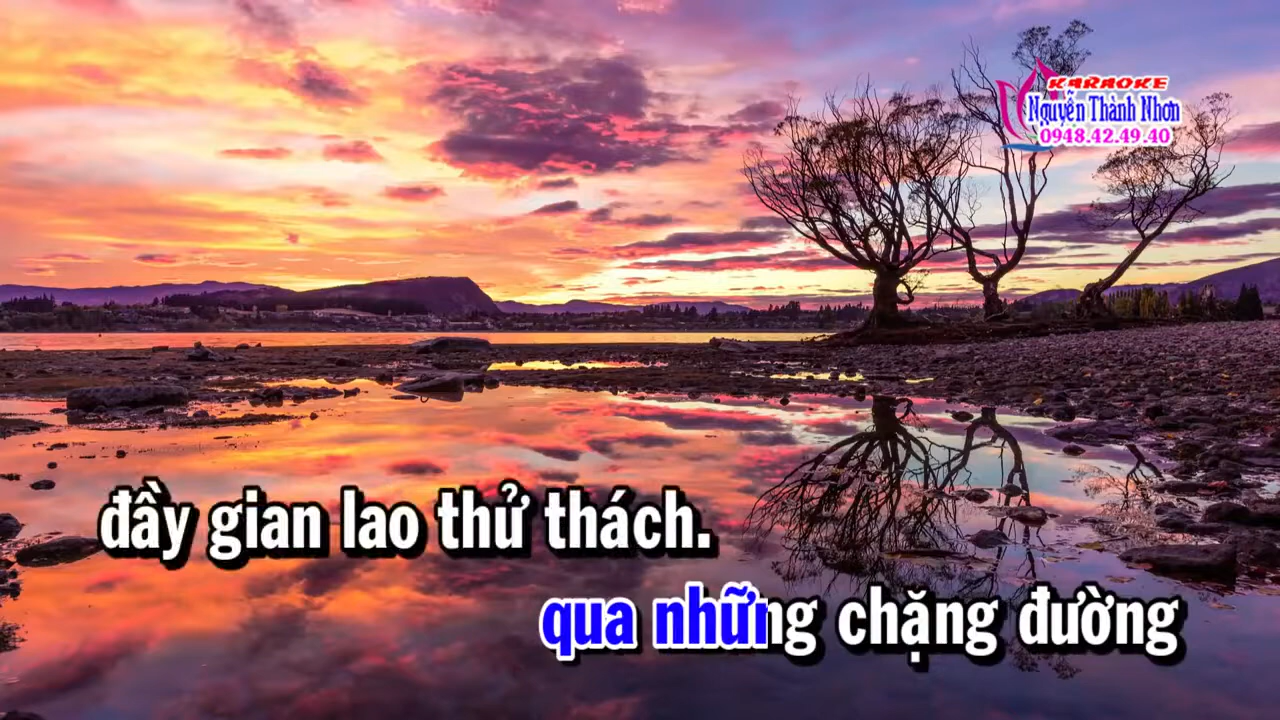 KARAOKE
Nguyễn Thành Nhơn
0948.42.49.40
đầy gian lao thử thách.
qua những chặng đường